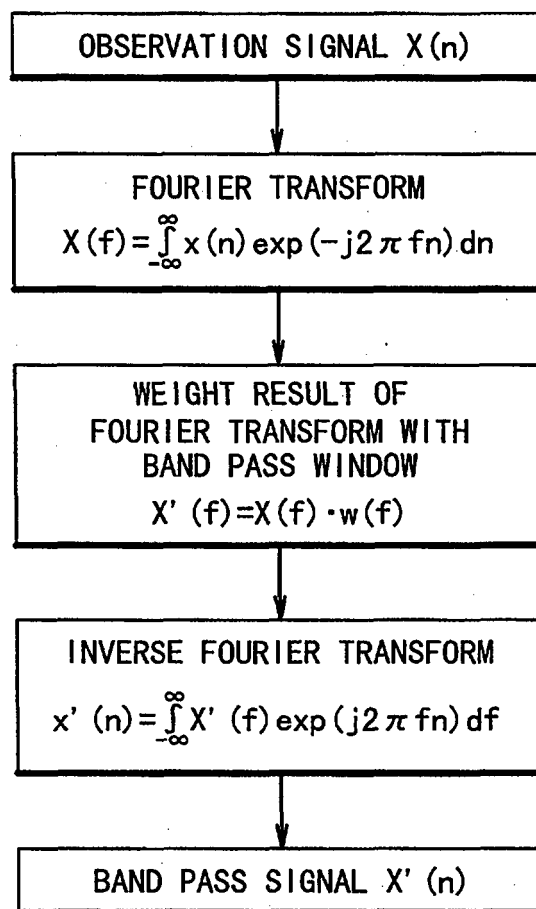 OBSERVATION SIGNAL X(n)
FOURIER TRANSFORM
X(f)=∫_{-∞}^{∞}x(n)exp(-j2πfn)dn
WEIGHT RESULT OF
FOURIER TRANSFORM WITH
BAND PASS WINDOW
X'(f)=X(f)·w(f)
INVERSE FOURIER TRANSFORM
x'(n)=∫_{-∞}^{∞}X'(f)exp(j2πfn)df
BAND PASS SIGNAL X'(n)